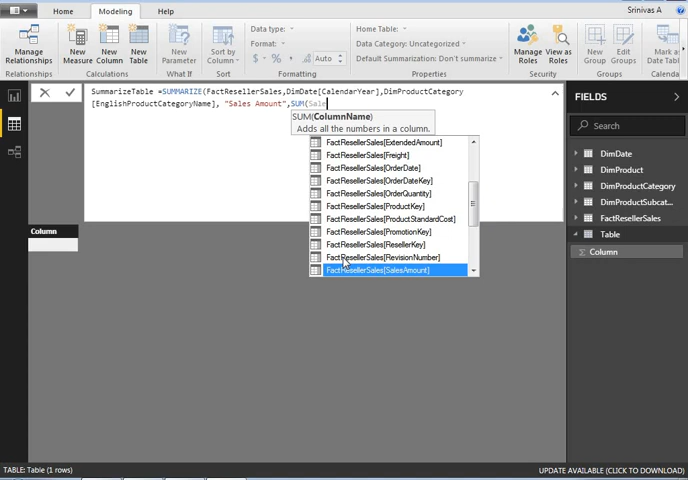 Srinivas A
Home Modeling Help
Manage Relationships
Relationships
New Measure
New Column
New Table
Calculations
New Parameter
What If
Sort by Column
Sort
Data type:
Format:
$ % Auto
Formatting
Home Table:
Data Category: Uncategorized
Default Summarization: Don't summarize
Properties
Manage Roles
View as Roles
Security
New Group
Edit Groups
Groups
Mark as Date Table
Calend
SummarizeTable =SUMMARIZE(FactResellerSales,DimDate[CalendarYear],DimProductCategory
[EnglishProductCategoryName], "Sales Amount",SUM(Sale
SUM(ColumnName)
Adds all the numbers in a column.
FactResellerSales[ExtendedAmount]
FactResellerSales[Freight]
FactResellerSales[OrderDate]
FactResellerSales[OrderDateKey]
FactResellerSales[OrderQuantity]
FactResellerSales[ProductKey]
FactResellerSales[ProductStandardCost]
FactResellerSales[PromotionKey]
FactResellerSales[ResellerKey]
FactResellerSales[RevisionNumber]
FactResellerSales[SalesAmount]
Column
FIELDS
Search
DimDate
DimProduct
DimProductCategory
DimProductSubcat...
FactResellerSales
Table
Column
TABLE: Table (1 rows)
UPDATE AVAILABLE (CLICK TO DOWNLOAD)